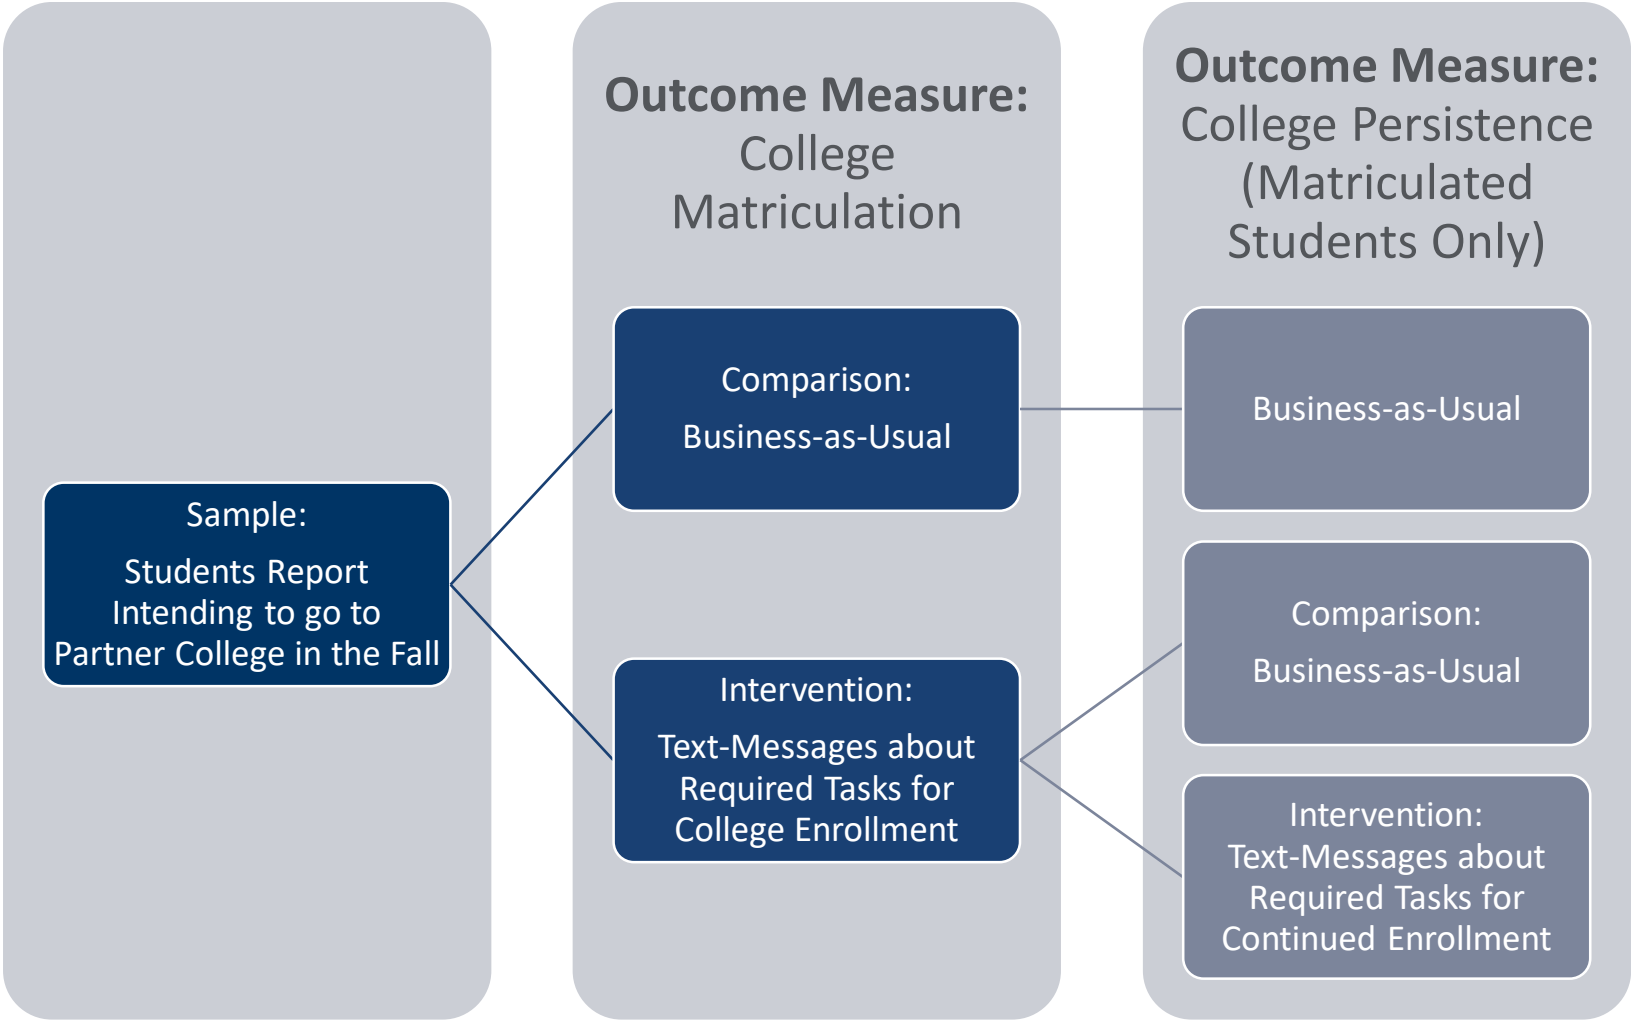 Sample:
Students Report
Intending to go to
Partner College in the Fall
Outcome Measure:
College
Matriculation
Comparison:
Business-as-Usual
Intervention:
Text-Messages about
Required Tasks for
College Enrollment
Outcome Measure:
College Persistence
(Matriculated
Students Only)
Business-as-Usual
Comparison:
Business-as-Usual
Intervention:
Text-Messages about
Required Tasks for
Continued Enrollment